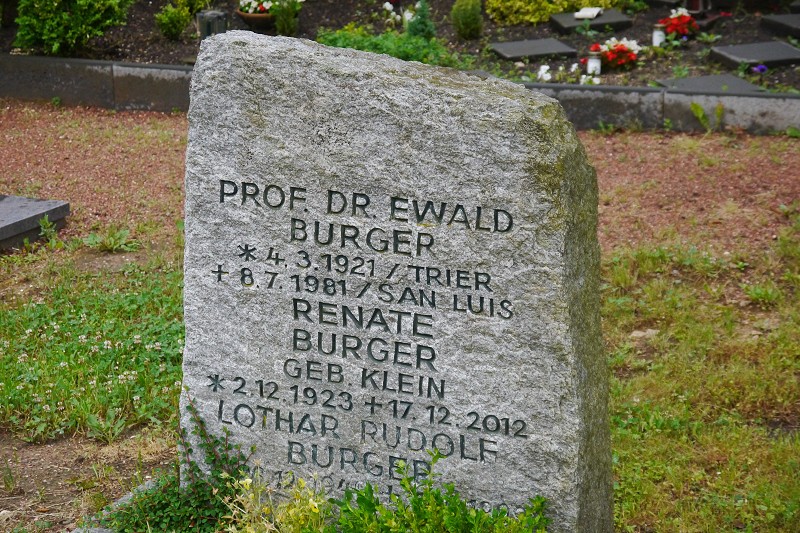 PROF. DR. EWALD
BURGER
* 4.3.1921 / TRIER
+ 8.7.1981 / SAN LUIS
RENATE
BURGER
GEB. KLEIN
* 2.12.1923 + 17.12.2012
LOTHAR RUDOLF
BURGER